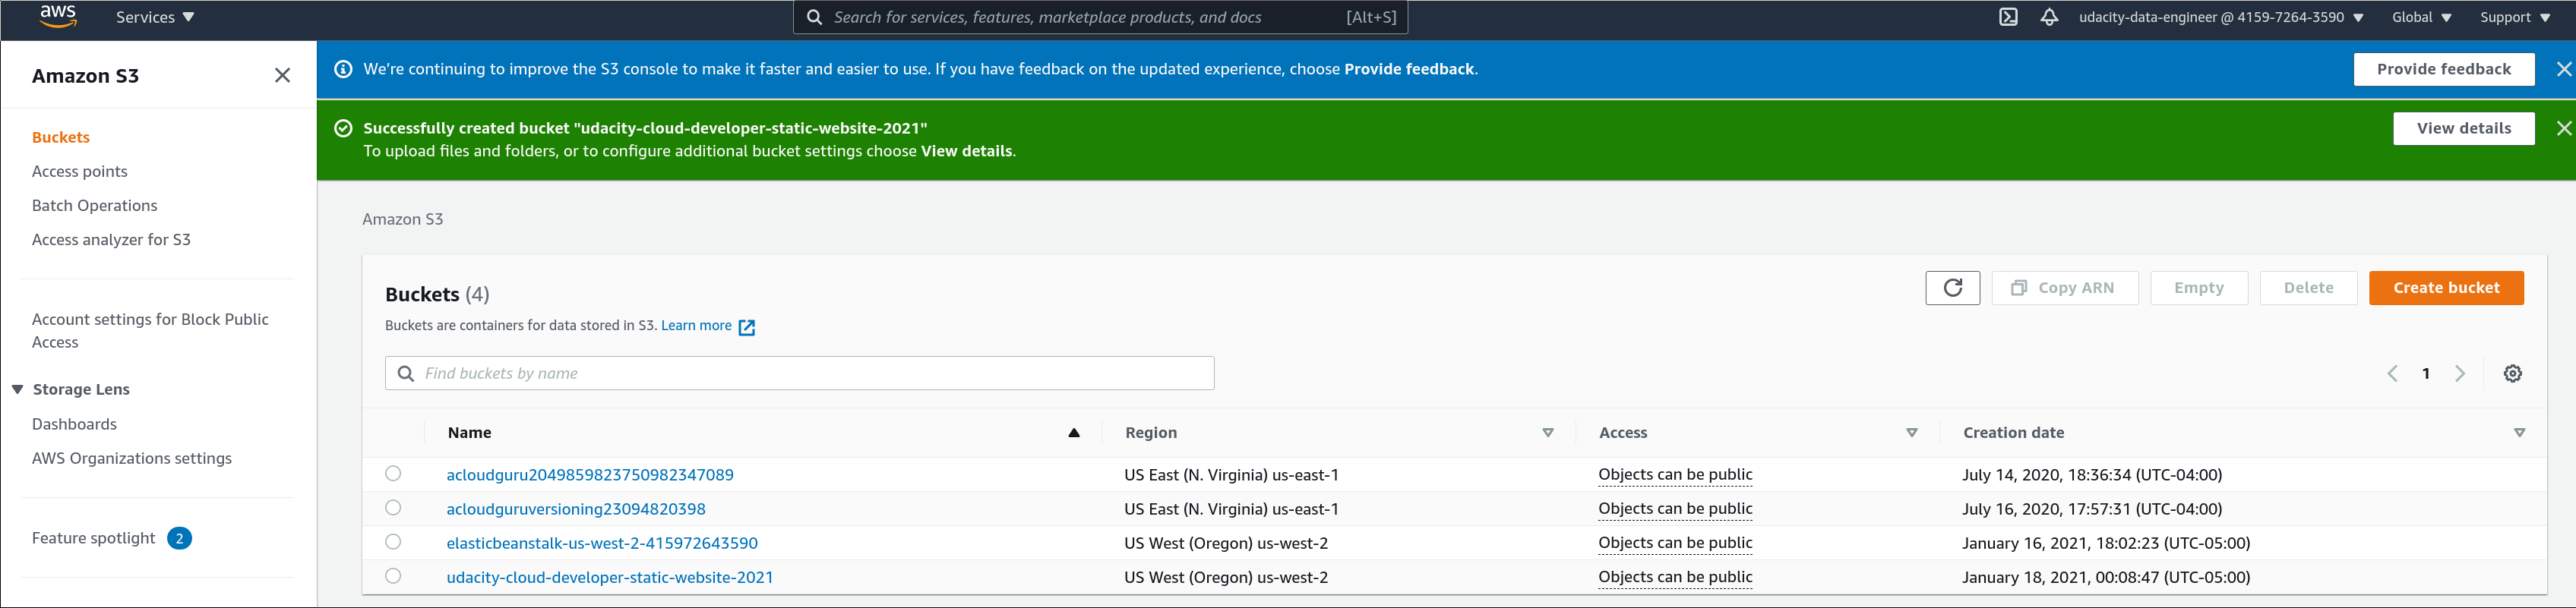 aws
Services
Search for services, features, marketplace products, and docs [Alt+S]
udacity-data-engineer @ 4159-7264-3590
Global
Support
Amazon S3
Buckets
Access points
Batch Operations
Access analyzer for S3
Account settings for Block Public
Access
Storage Lens
Dashboards
AWS Organizations settings
Feature spotlight 2
We're continuing to improve the S3 console to make it faster and easier to use. If you have feedback on the updated experience, choose Provide feedback.
Provide feedback
Successfully created bucket "udacity-cloud-developer-static-website-2021"
To upload files and folders, or to configure additional bucket settings choose View details.
View details
Amazon S3
Buckets (4)
Buckets are containers for data stored in S3. Learn more
Copy ARN
Empty
Delete
Create bucket
Find buckets by name
1
Name Region Access Creation date
acloudguru2049859823750982347089 US East (N. Virginia) us-east-1 Objects can be public July 14, 2020, 18:36:34 (UTC-04:00)
acloudguruversioning23094820398 US East (N. Virginia) us-east-1 Objects can be public July 16, 2020, 17:57:31 (UTC-04:00)
elasticbeanstalk-us-west-2-415972643590 US West (Oregon) us-west-2 Objects can be public January 16, 2021, 18:02:23 (UTC-05:00)
udacity-cloud-developer-static-website-2021 US West (Oregon) us-west-2 Objects can be public January 18, 2021, 00:08:47 (UTC-05:00)